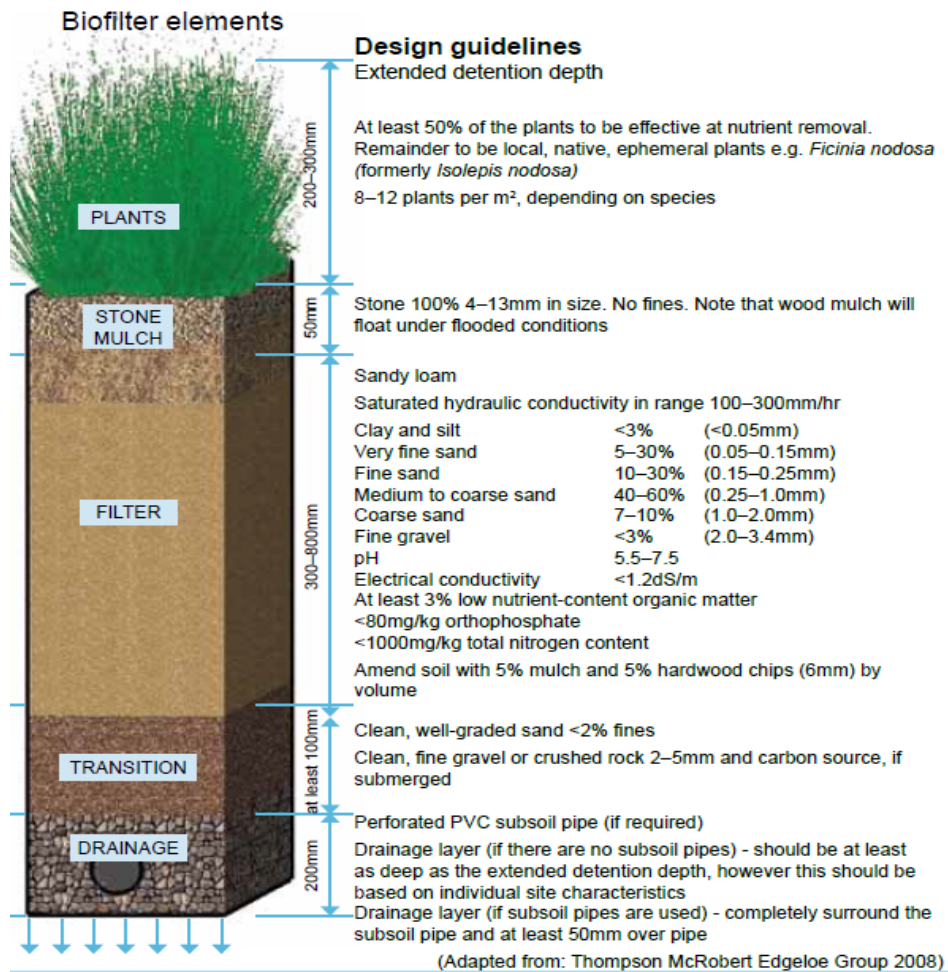 Biofilter elements
Design guidelines
Extended detention depth
200–300mm
At least 50% of the plants to be effective at nutrient removal.
Remainder to be local, native, ephemeral plants e.g. Ficinia nodosa
(formerly Isolepis nodosa)
8–12 plants per m², depending on species
PLANTS
STONE
MULCH
50mm
Stone 100% 4–13mm in size. No fines. Note that wood mulch will
float under flooded conditions
FILTER
300–800mm
Sandy loam
Saturated hydraulic conductivity in range 100–300mm/hr
Clay and silt <3% (<0.05mm)
Very fine sand 5–30% (0.05–0.15mm)
Fine sand 10–30% (0.15–0.25mm)
Medium to coarse sand 40–60% (0.25–1.0mm)
Coarse sand 7–10% (1.0–2.0mm)
Fine gravel <3% (2.0–3.4mm)
pH 5.5–7.5
Electrical conductivity <1.2dS/m
At least 3% low nutrient-content organic matter
<80mg/kg orthophosphate
<1000mg/kg total nitrogen content
Amend soil with 5% mulch and 5% hardwood chips (6mm) by
volume
TRANSITION
at least 100mm
Clean, well-graded sand <2% fines
Clean, fine gravel or crushed rock 2–5mm and carbon source, if
submerged
DRAINAGE
200mm
Perforated PVC subsoil pipe (if required)
Drainage layer (if there are no subsoil pipes) - should be at least
as deep as the extended detention depth, however this should be
based on individual site characteristics
Drainage layer (if subsoil pipes are used) - completely surround the
subsoil pipe and at least 50mm over pipe
(Adapted from: Thompson McRobert Edgeloe Group 2008)